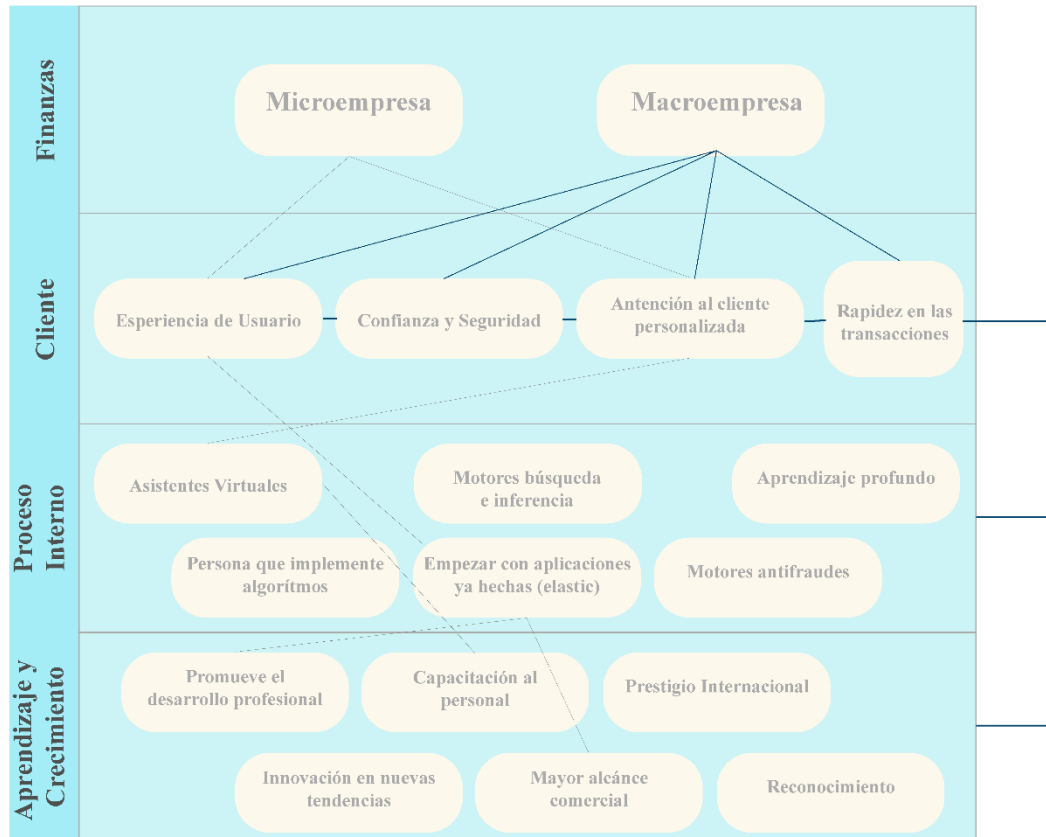 Finanzas
Microempresa
Macroempresa
Cliente
Esperiencia de Usuario
Confianza y Seguridad
Antención al cliente
personalizada
Rapidez en las
transacciones
Proceso
Interno
Asistentes Virtuales
Motores búsqueda
e inferencia
Aprendizaje profundo
Persona que implemente
algorítmos
Empezar con aplicaciones
ya hechas (elastic)
Motores antifraudes
Aprendizaje y
Crecimiento
Promueve el
desarrollo profesional
Capacitación al
personal
Prestigio Internacional
Innovación en nuevas
tendencias
Mayor alcánce
comercial
Reconocimiento